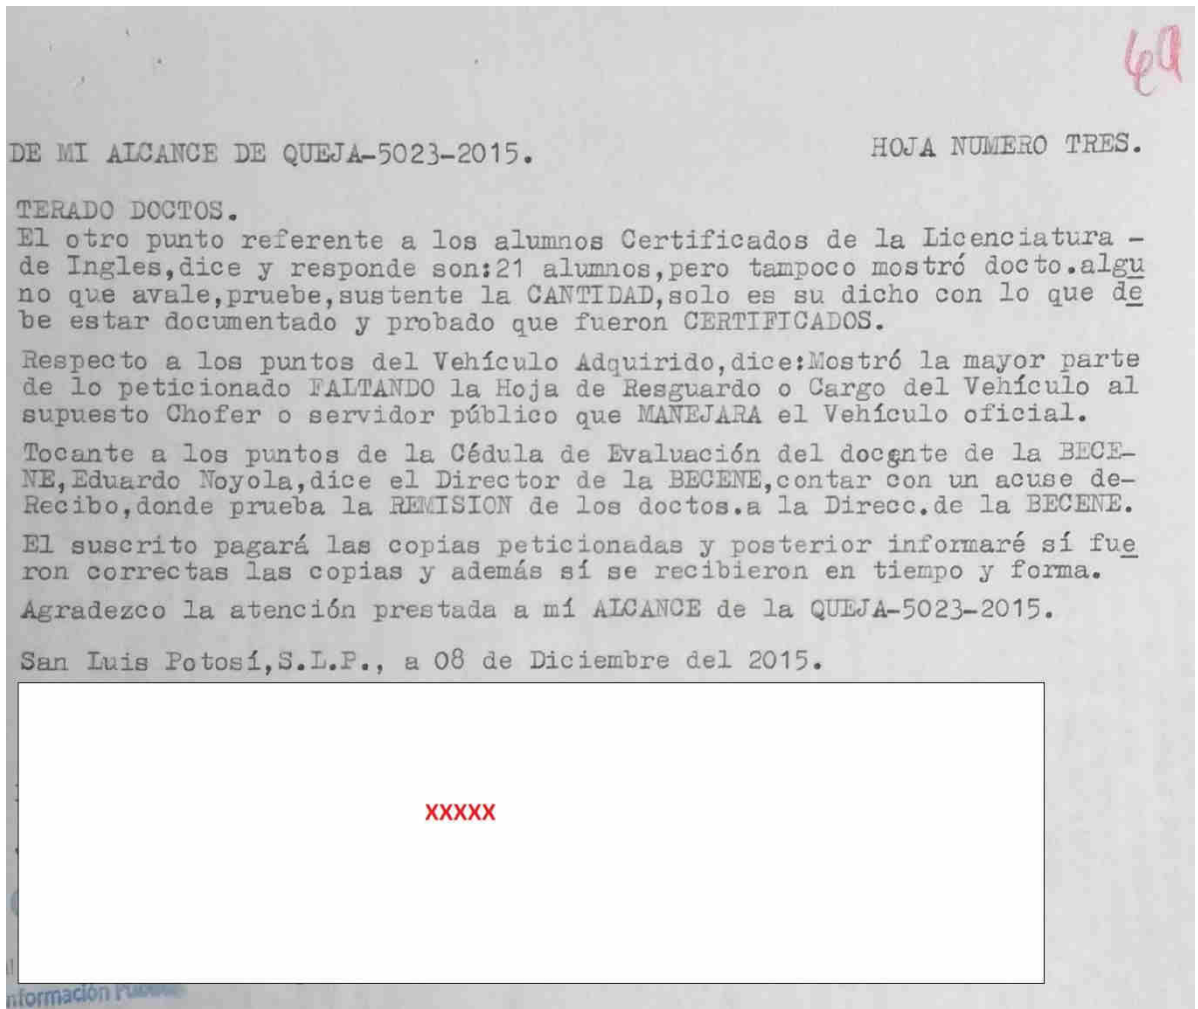 69
DE MI ALCANCE DE QUEJA-5023-2015. HOJA NUMERO TRES.
TERADO DOCTOS.
El otro punto referente a los alumnos Certificados de la Licenciatura -
de Ingles,dice y responde son:21 alumnos,pero tampoco mostró docto.algu
no que avale,pruebe,sustente la CANTIDAD,solo es su dicho con lo que de
be estar documentado y probado que fueron CERTIFICADOS.
Respecto a los puntos del Vehículo Adquirido,dice:Mostró la mayor parte
de lo peticionado FALTANDO la Hoja de Resguardo o Cargo del Vehículo al
supuesto Chofer o servidor público que MANEJARA el Vehículo oficial.
Tocante a los puntos de la Cédula de Evaluación del docente de la BECE-
NE,Eduardo Noyola,dice el Director de la BECENE,contar con un acuse de-
Recibo,donde prueba la REMISION de los doctos.a la Direcc.de la BECENE.
El suscrito pagará las copias peticionadas y posterior informaré sí fue
ron correctas las copias y además sí se recibieron en tiempo y forma.
Agradezco la atención prestada a mí ALCANCE de la QUEJA-5023-2015.
San Luis Potosí,S.L.P., a 08 de Diciembre del 2015.
XXXXX
nformación